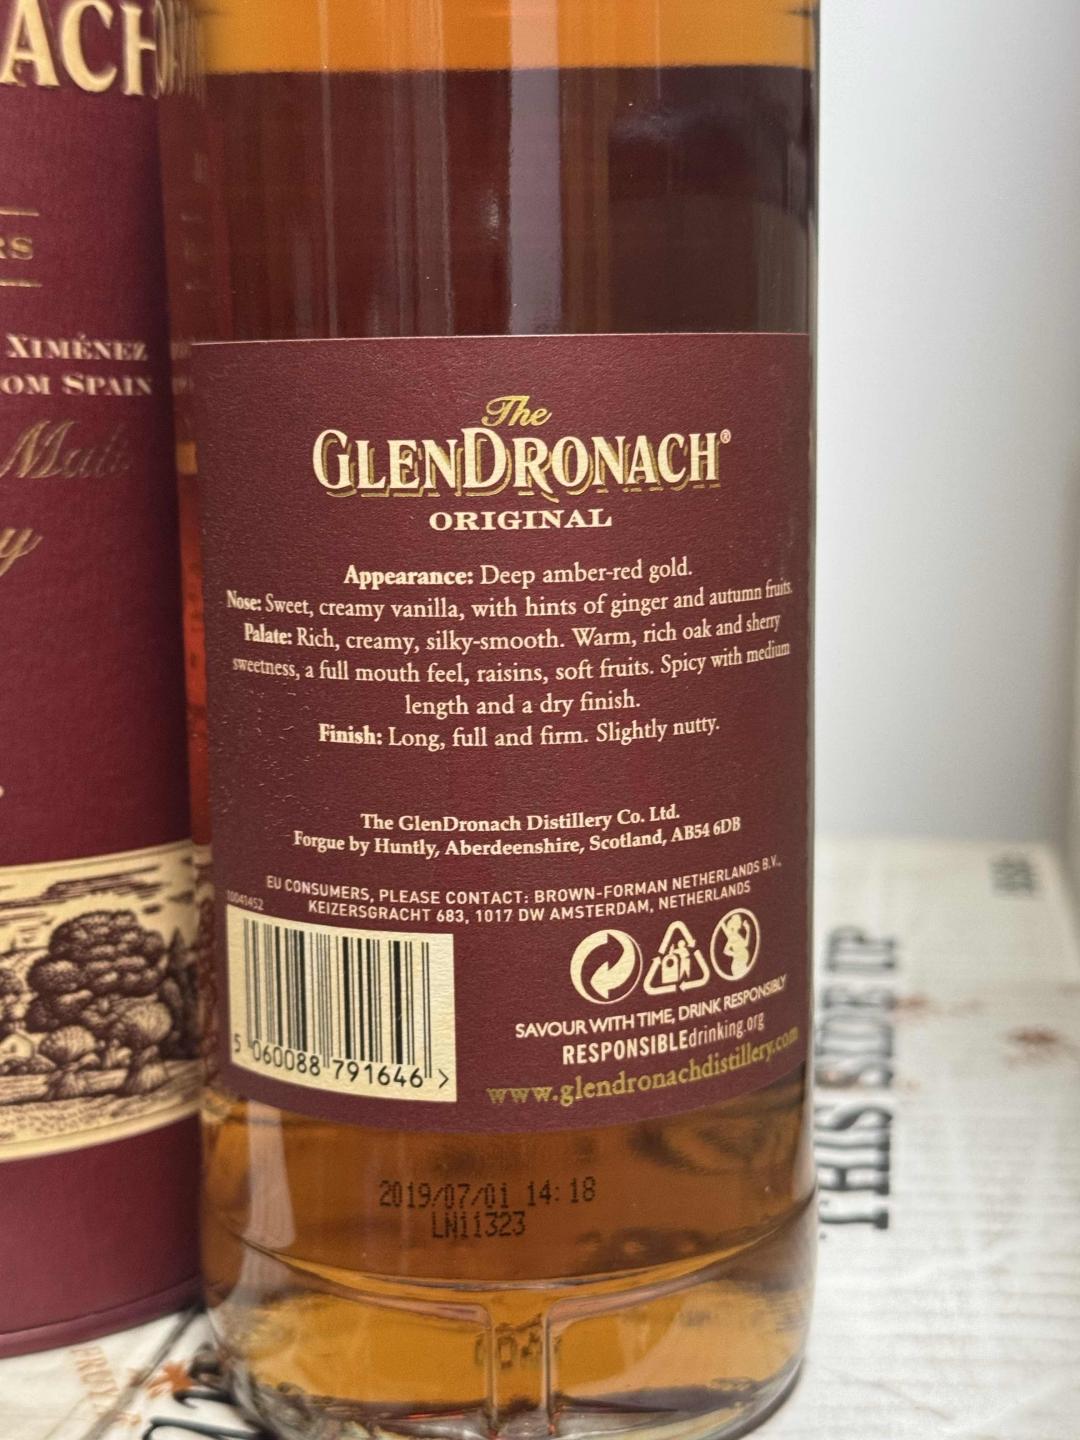 ACH
RS
XIMÉNEZ
OM SPAIN
Malt
y
The
GLENDRONACH®
ORIGINAL
Appearance: Deep amber-red gold.
Nose: Sweet, creamy vanilla, with hints of ginger and autumn fruits.
Palate: Rich, creamy, silky-smooth. Warm, rich oak and sherry
sweetness, a full mouth feel, raisins, soft fruits. Spicy with medium
length and a dry finish.
Finish: Long, full and firm. Slightly nutty.
The GlenDronach Distillery Co. Ltd.
Forgue by Huntly, Aberdeenshire, Scotland, AB54 6DB
EU CONSUMERS, PLEASE CONTACT: BROWN-FORMAN NETHERLANDS B.V.,
KEIZERSGRACHT 683, 1017 DW AMSTERDAM, NETHERLANDS
10041452
5 060088 791646 >
SAVOUR WITH TIME, DRINK RESPONSIBLY
RESPONSIBLEdrinking.org
www.glendronachdistillery.com
2019/07/01 14:18
LN11323
THIS SIDE UP